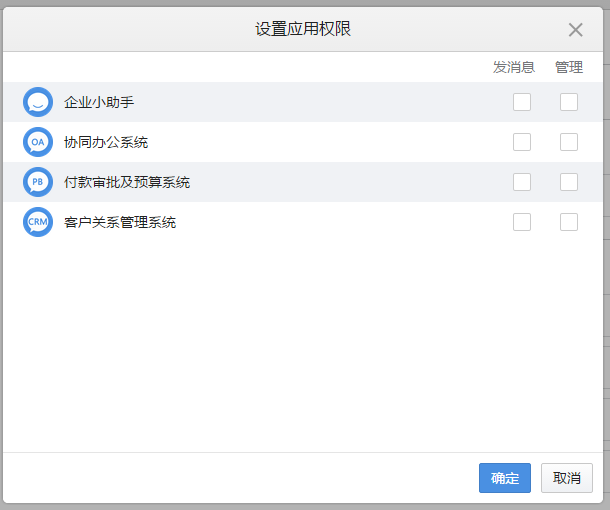 设置应用权限
发消息 管理
企业小助手
OA 协同办公系统
PB 付款审批及预算系统
CRM 客户关系管理系统
确定 取消